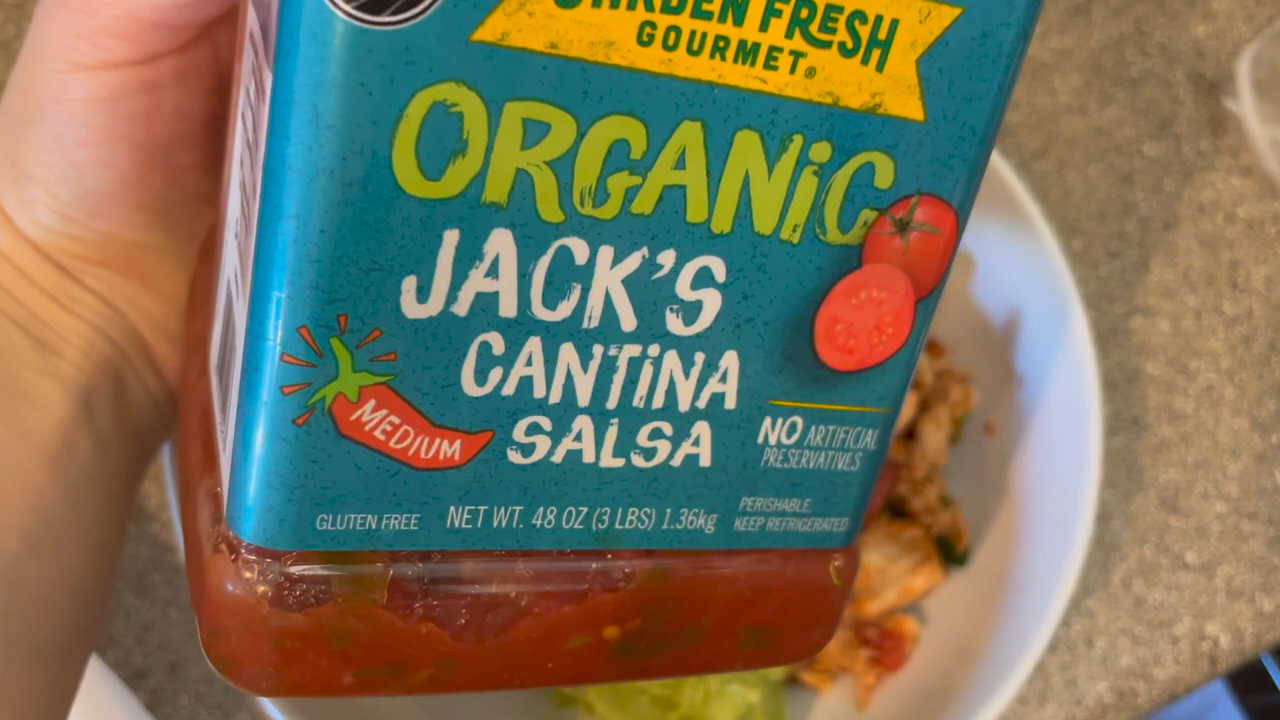 GARDEN FRESH
GOURMET®
ORGANIC
JACK'S
CANTINA
SALSA
MEDIUM
NO ARTIFICIAL
PRESERVATIVES
GLUTEN FREE
NET WT. 48 OZ (3 LBS) 1.36kg
PERISHABLE,
KEEP REFRIGERATED